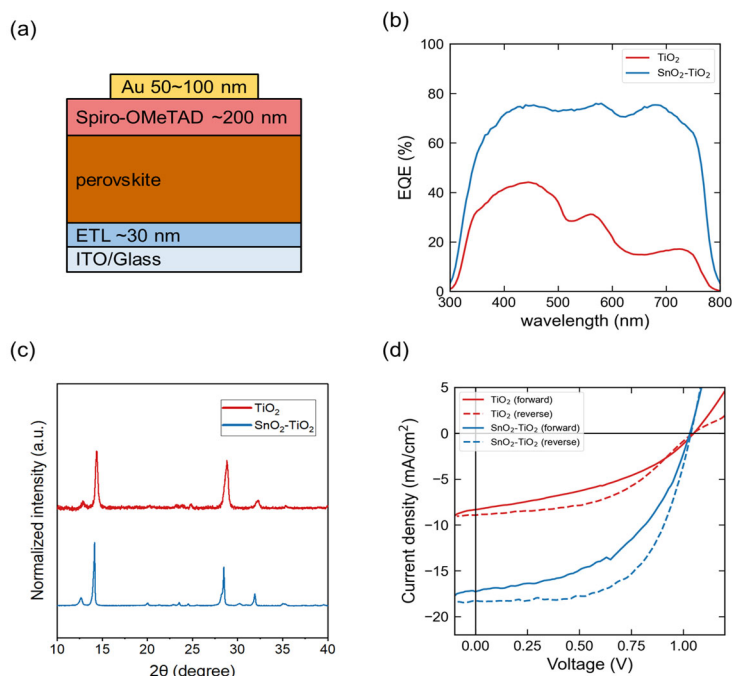 (a)
Au 50~100 nm
Spiro-OMeTAD ~200 nm
perovskite
ETL ~30 nm
ITO/Glass
(b)
100
80
60
40
20
0
EQE (%)
TiO₂
SnO₂-TiO₂
300 400 500 600 700 800
wavelength (nm)
(c)
Normalized intensity (a.u.)
TiO₂
SnO₂-TiO₂
10 15 20 25 30 35 40
2θ (degree)
(d)
5
0
−5
−10
−15
−20
Current density (mA/cm²)
TiO₂ (forward)
TiO₂ (reverse)
SnO₂-TiO₂ (forward)
SnO₂-TiO₂ (reverse)
0.00 0.25 0.50 0.75 1.00
Voltage (V)